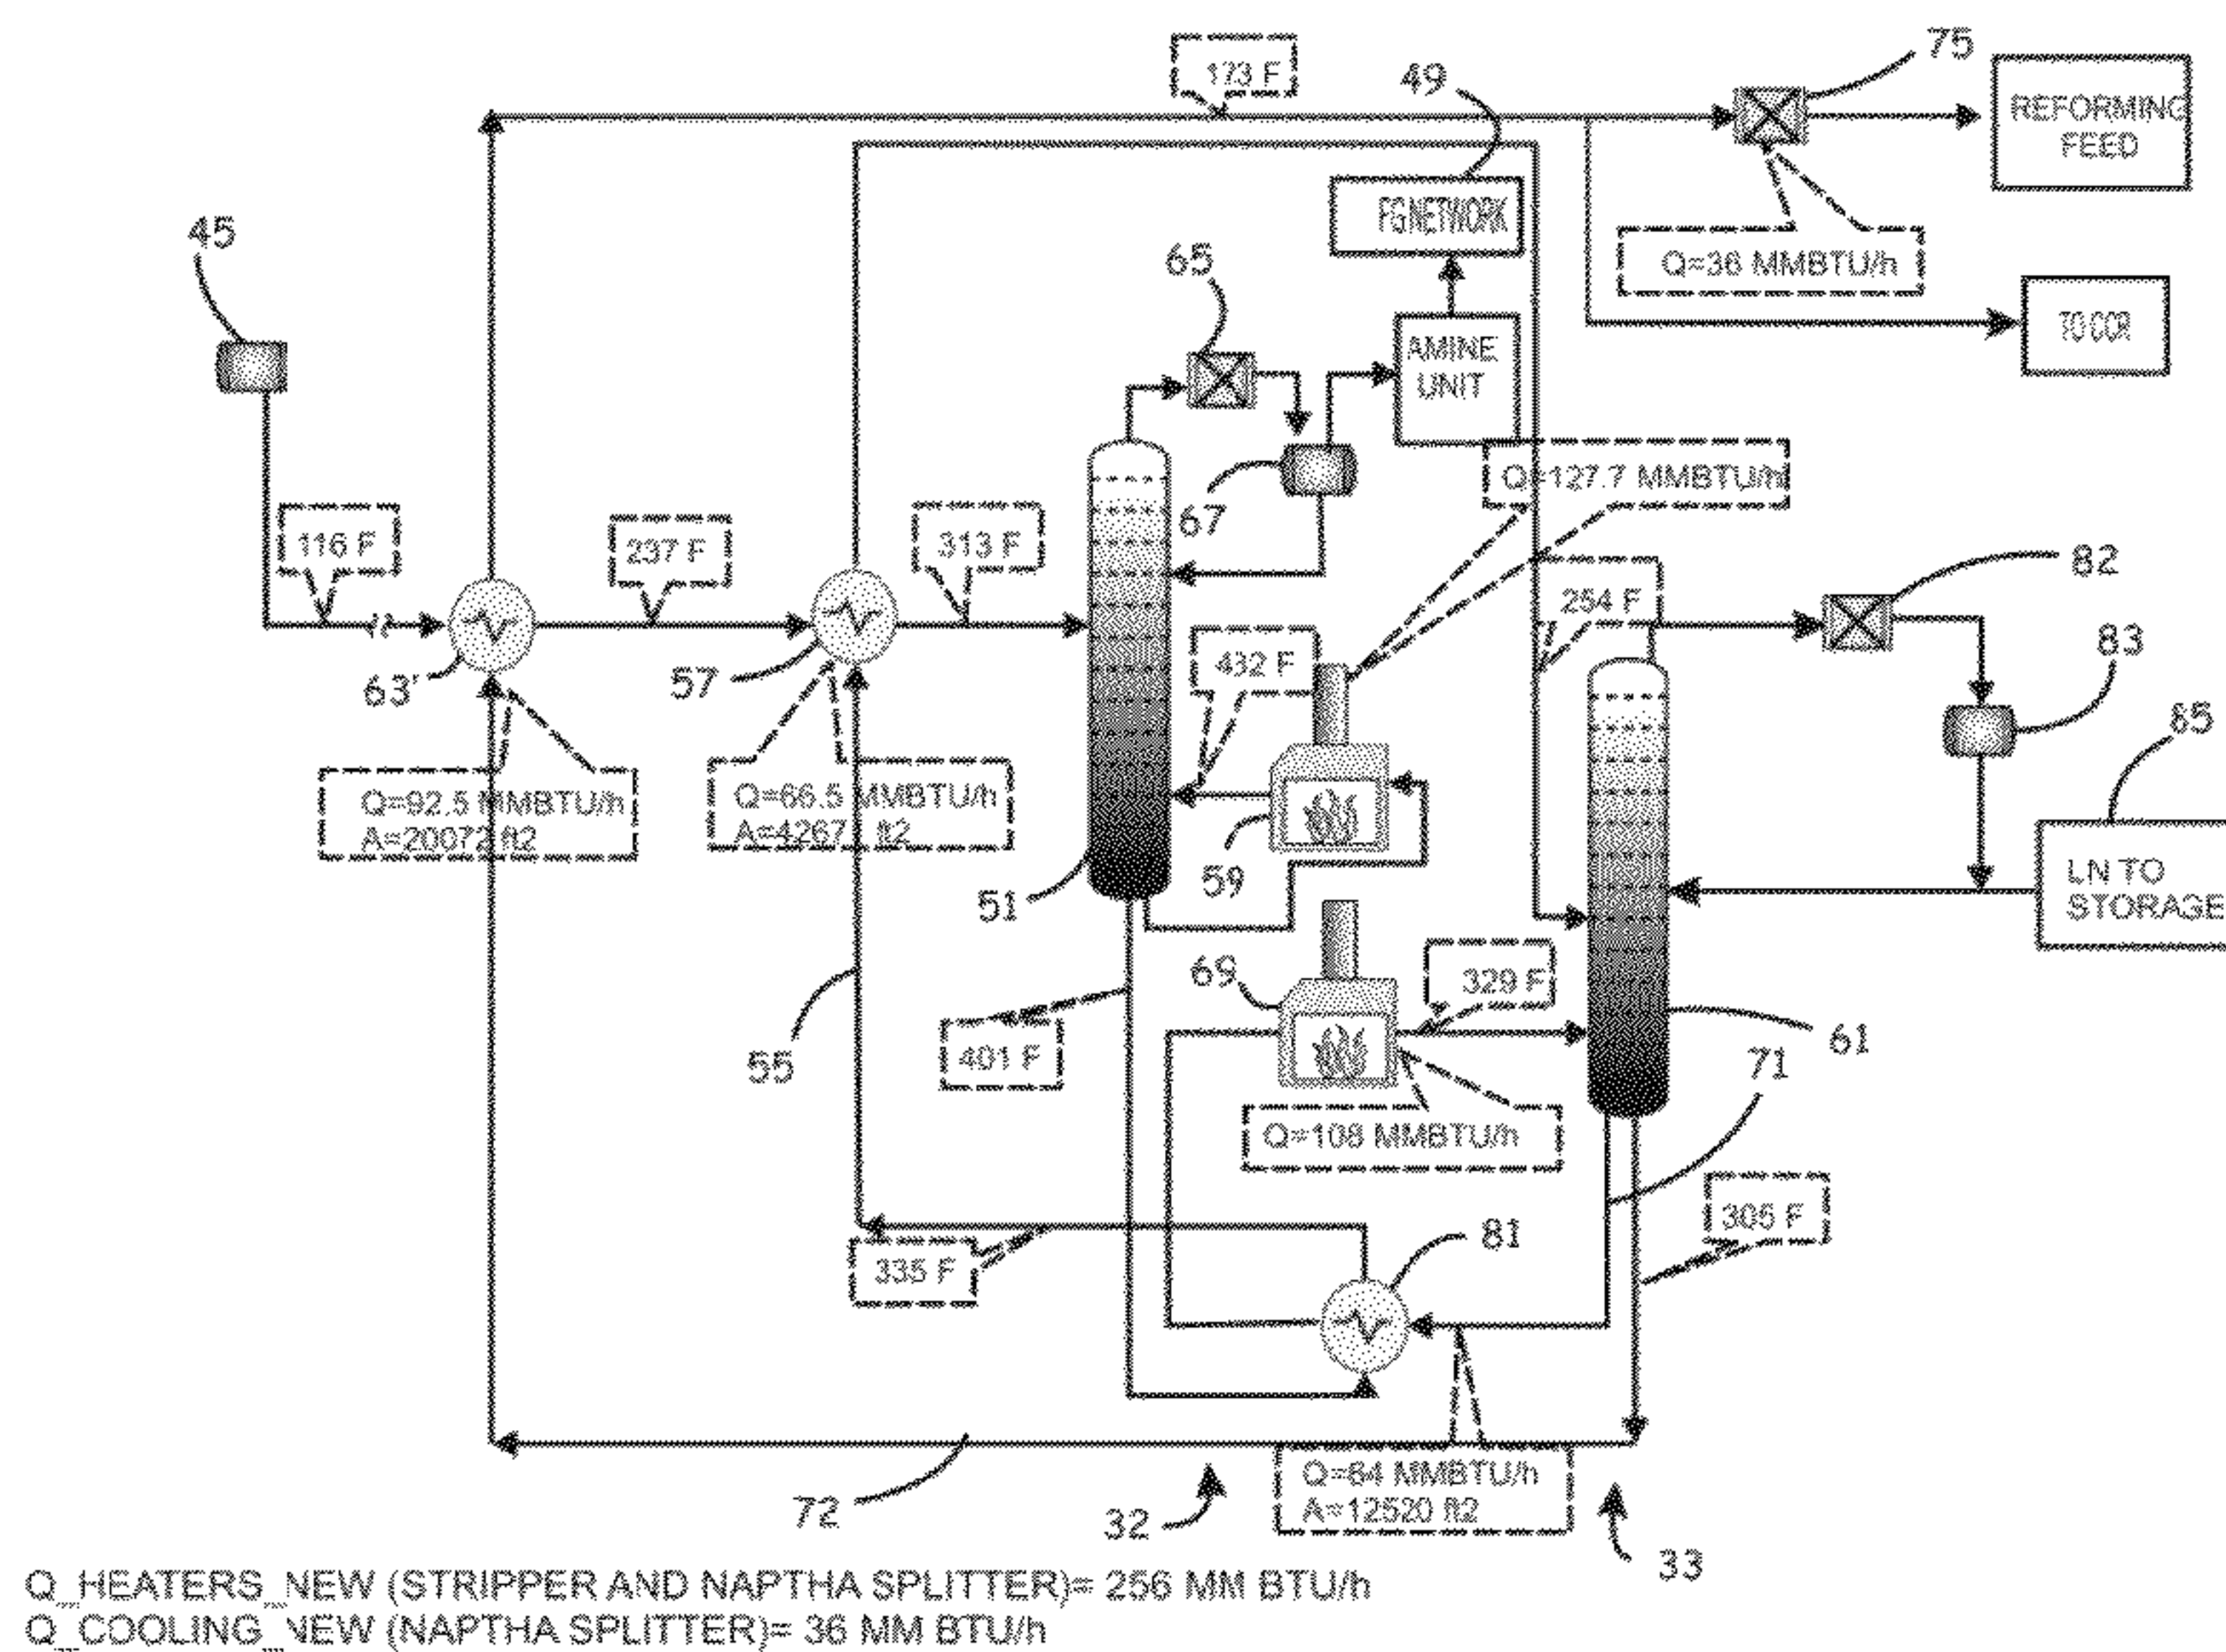 173 F
49
75
REFORMING
FEED
FG NETWORK
Q=36 MMBTU/h
45
65
TO CCR
AMINE
UNIT
Q=127.7 MMBTU/h
67
116 F
237 F
313 F
82
254 F
63'
57
432 F
83
85
Q=92.5 MMBTU/h
A=20072 ft2
Q=66.5 MMBTU/h
A=4267 ft2
59
51
LN TO
STORAGE
69
329 F
55
401 F
61
71
Q=108 MMBTU/h
305 F
81
335 F
72
32
Q=64 MMBTU/h
A=12520 ft2
33
Q_HEATERS_NEW (STRIPPER AND NAPTHA SPLITTER)= 256 MM BTU/h
Q_COOLING_NEW (NAPTHA SPLITTER)= 36 MM BTU/h